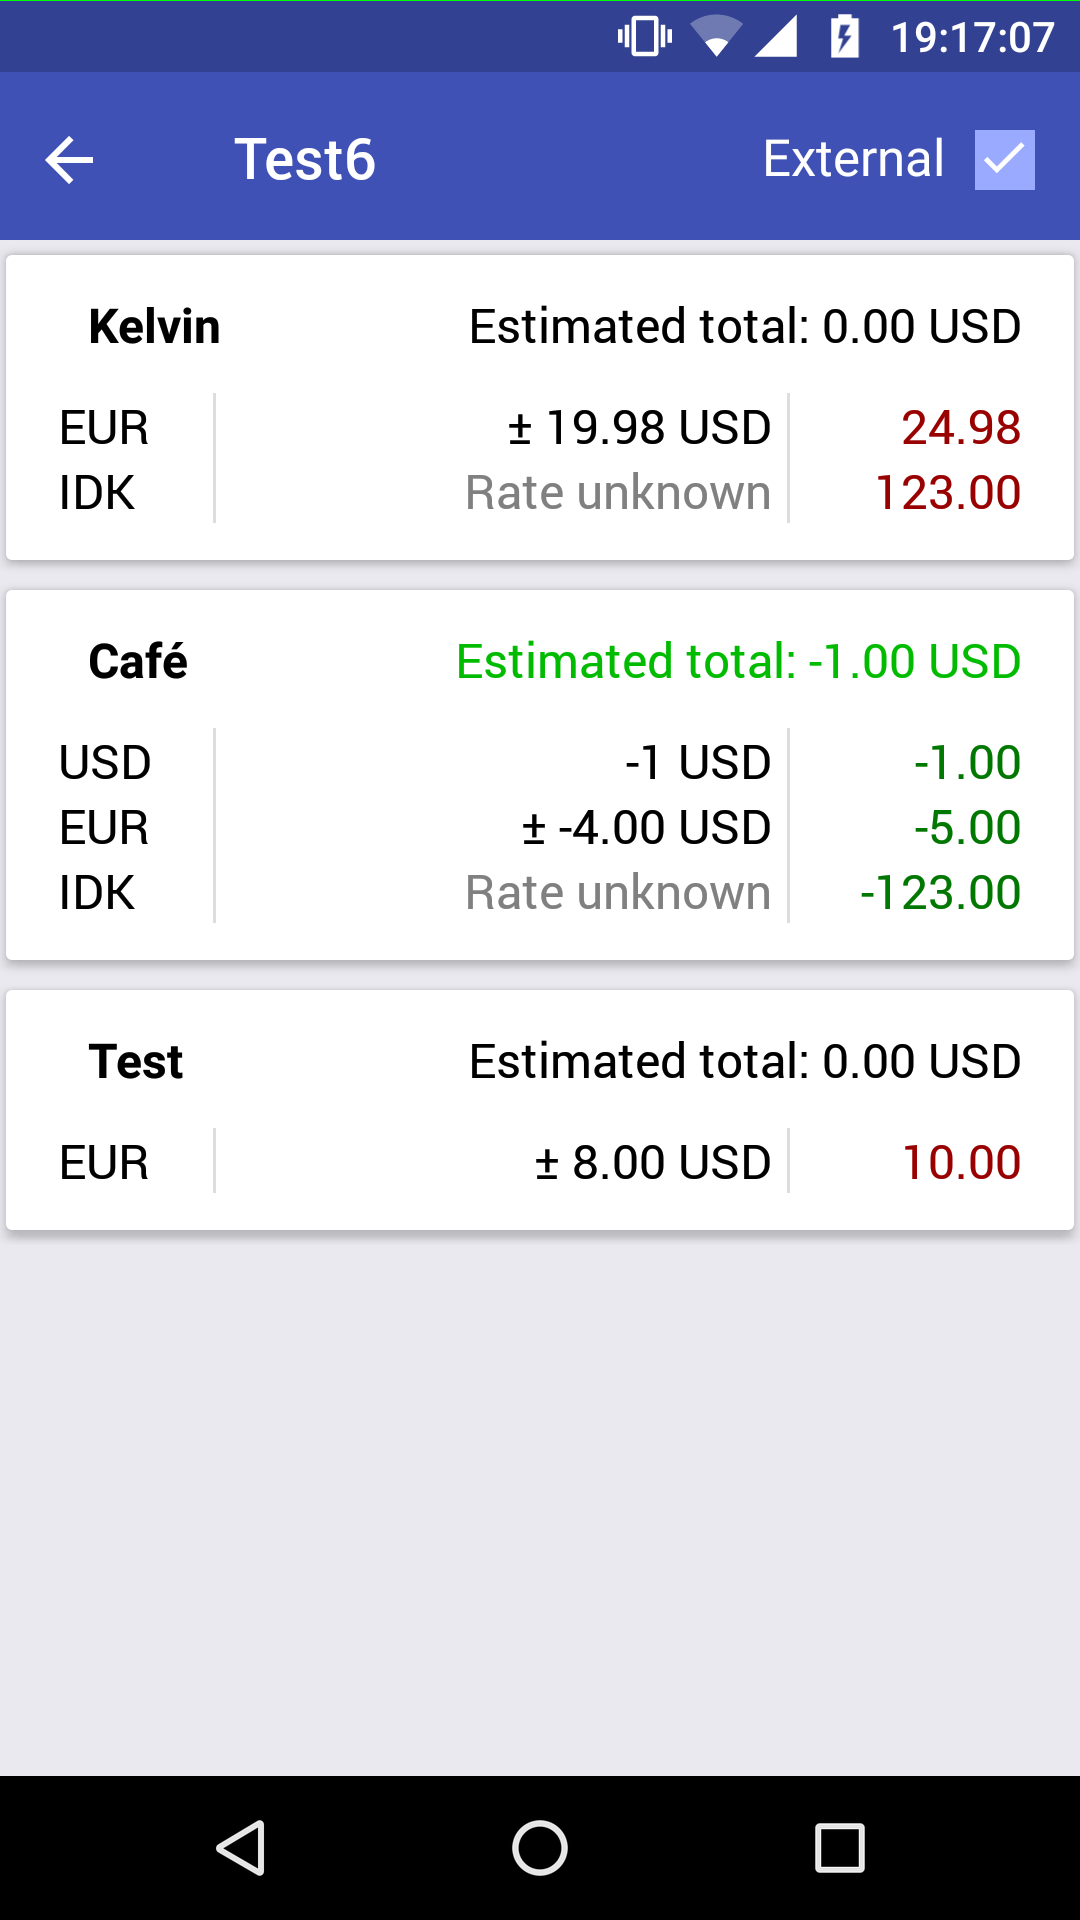 19:17:07
Test6 External
Kelvin Estimated total: 0.00 USD
EUR ± 19.98 USD 24.98
IDK Rate unknown 123.00
Café Estimated total: -1.00 USD
USD -1 USD -1.00
EUR ± -4.00 USD -5.00
IDK Rate unknown -123.00
Test Estimated total: 0.00 USD
EUR ± 8.00 USD 10.00